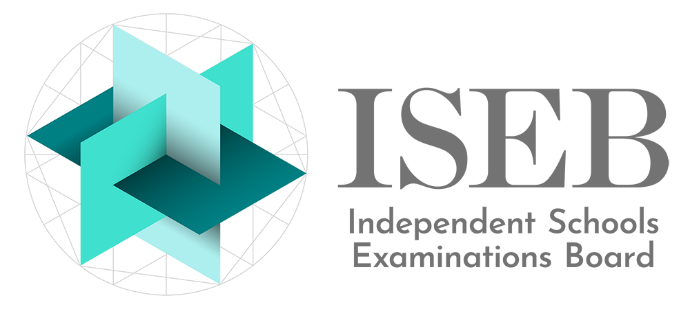 ISEB
Independent Schools
Examinations Board